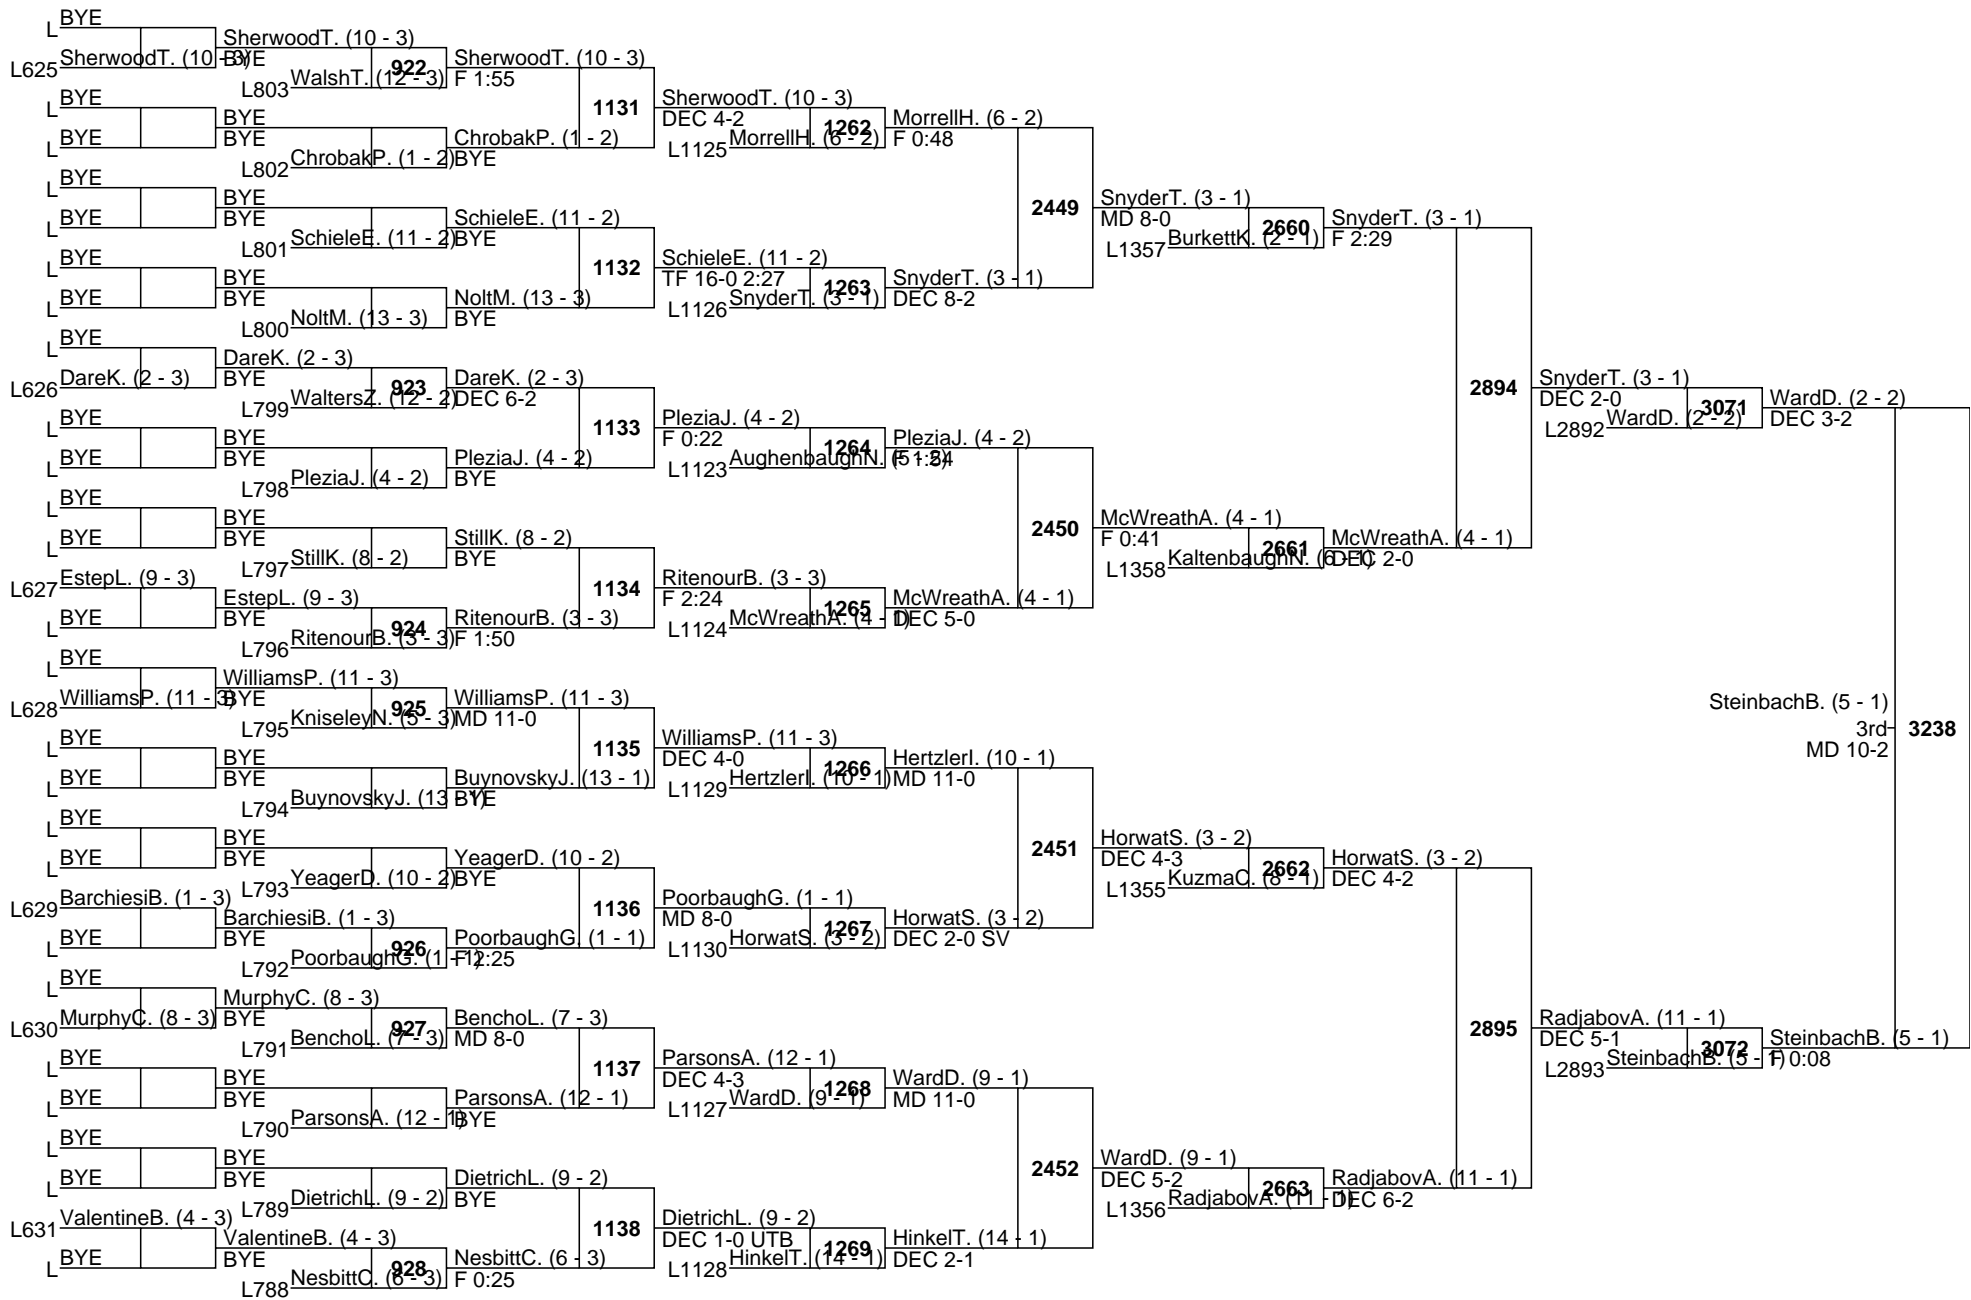 BYE
L
SherwoodT. (10 - 3)
L625 SherwoodT. (10 - 3)
BYE
922
SherwoodT. (10 - 3)
L803 WalshT. (12 - 3)
F 1:55
BYE
L
1131
SherwoodT. (10 - 3)
BYE
DEC 4-2
BYE
L
BYE
ChrobakP. (1 - 2)
L802 ChrobakP. (1 - 2)
BYE
L1125 MorrellH. (6 - 2)
1262
MorrellH. (6 - 2)
F 0:48
BYE
L
BYE
BYE
L
BYE
SchieleE. (11 - 2)
L801 SchieleE. (11 - 2)
BYE
2449
SnyderT. (3 - 1)
MD 8-0
L1357 BurkettK. (2 - 1)
2660
SnyderT. (3 - 1)
F 2:29
BYE
L
1132
SchieleE. (11 - 2)
TF 16-0 2:27
BYE
BYE
L
BYE
NoltM. (13 - 3)
L800 NoltM. (13 - 3)
BYE
L1126 SnyderT. (3 - 1)
1263
SnyderT. (3 - 1)
DEC 8-2
BYE
L
DareK. (2 - 3)
L626 DareK. (2 - 3)
BYE
923
DareK. (2 - 3)
L799 WaltersZ. (12 - 2)
DEC 6-2
2894
SnyderT. (3 - 1)
DEC 2-0
L2892 WardD. (2 - 2)
3071
WardD. (2 - 2)
DEC 3-2
BYE
L
1133
PleziaJ. (4 - 2)
F 0:22
BYE
BYE
L
BYE
PleziaJ. (4 - 2)
L798 PleziaJ. (4 - 2)
BYE
L1123 AughenbaughN. (5 - 2)
1264
PleziaJ. (4 - 2)
F 1:54
BYE
L
BYE
BYE
L
BYE
StillK. (8 - 2)
L797 StillK. (8 - 2)
BYE
2450
McWreathA. (4 - 1)
F 0:41
L1358 KaltenbaughN. (6 - 1)
2661
McWreathA. (4 - 1)
DEC 2-0
L627 EstepL. (9 - 3)
1134
RitenourB. (3 - 3)
F 2:24
EstepL. (9 - 3)
BYE
L
BYE
924
RitenourB. (3 - 3)
L796 RitenourB. (3 - 3)
F 1:50
L1124 McWreathA. (4 - 1)
1265
McWreathA. (4 - 1)
DEC 5-0
BYE
L
WilliamsP. (11 - 3)
L628 WilliamsP. (11 - 3)
BYE
925
WilliamsP. (11 - 3)
L795 KniseleyN. (5 - 3)
MD 11-0
SteinbachB. (5 - 1)
3rd
3238
MD 10-2
BYE
L
1135
WilliamsP. (11 - 3)
DEC 4-0
BYE
BYE
L
BYE
BuynovskyJ. (13 - 1)
L794 BuynovskyJ. (13 - 1)
BYE
L1129 HertzlerI. (10 - 1)
1266
HertzlerI. (10 - 1)
MD 11-0
BYE
L
BYE
BYE
L
BYE
YeagerD. (10 - 2)
L793 YeagerD. (10 - 2)
BYE
2451
HorwatS. (3 - 2)
DEC 4-3
L1355 KuzmaC. (8 - 1)
2662
HorwatS. (3 - 2)
DEC 4-2
L629 BarchiesiB. (1 - 3)
1136
PoorbaughG. (1 - 1)
MD 8-0
BarchiesiB. (1 - 3)
BYE
L
BYE
926
PoorbaughG. (1 - 1)
L792 PoorbaughG. (1 - 1)
F 2:25
L1130 HorwatS. (3 - 2)
1267
HorwatS. (3 - 2)
DEC 2-0 SV
BYE
L
MurphyC. (8 - 3)
L630 MurphyC. (8 - 3)
BYE
927
BenchoL. (7 - 3)
L791 BenchoL. (7 - 3)
MD 8-0
2895
RadjabovA. (11 - 1)
DEC 5-1
L2893 SteinbachB. (5 - 1)
3072
SteinbachB. (5 - 1)
F 0:08
BYE
L
1137
ParsonsA. (12 - 1)
DEC 4-3
BYE
BYE
L
BYE
ParsonsA. (12 - 1)
L790 ParsonsA. (12 - 1)
BYE
L1127 WardD. (9 - 1)
1268
WardD. (9 - 1)
MD 11-0
BYE
L
BYE
BYE
L
BYE
DietrichL. (9 - 2)
L789 DietrichL. (9 - 2)
BYE
2452
WardD. (9 - 1)
DEC 5-2
L1356 RadjabovA. (11 - 1)
2663
RadjabovA. (11 - 1)
DEC 6-2
L631 ValentineB. (4 - 3)
1138
DietrichL. (9 - 2)
DEC 1-0 UTB
ValentineB. (4 - 3)
BYE
L
BYE
928
NesbittC. (6 - 3)
L788 NesbittC. (6 - 3)
F 0:25
L1128 HinkelT. (14 - 1)
1269
HinkelT. (14 - 1)
DEC 2-1